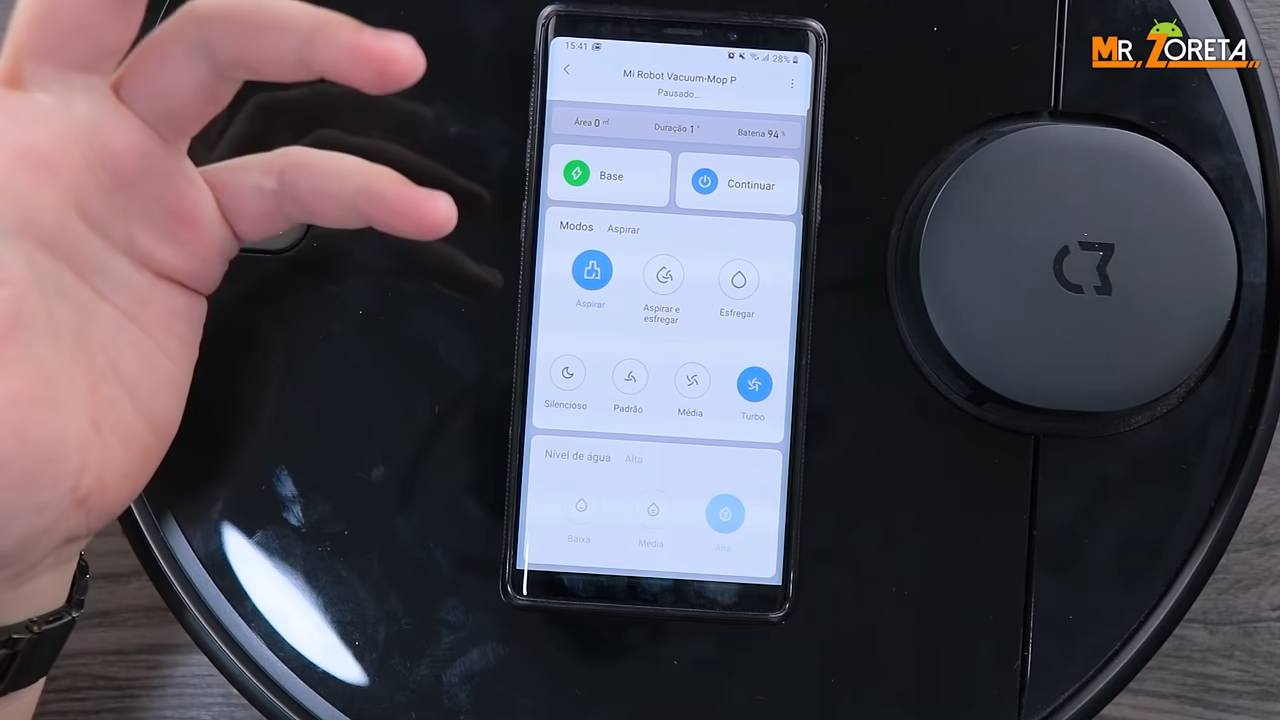 MR. ZORETA
15:41 28%
Mi Robot Vacuum-Mop P
Pausado...
Área 0 ㎡ Duração 1 ' Bateria 94 %
Base Continuar
Modos Aspirar
Aspirar Aspirar e esfregar Esfregar
Silencioso Padrão Média Turbo
Nível de água Alta
Baixa Média Alta